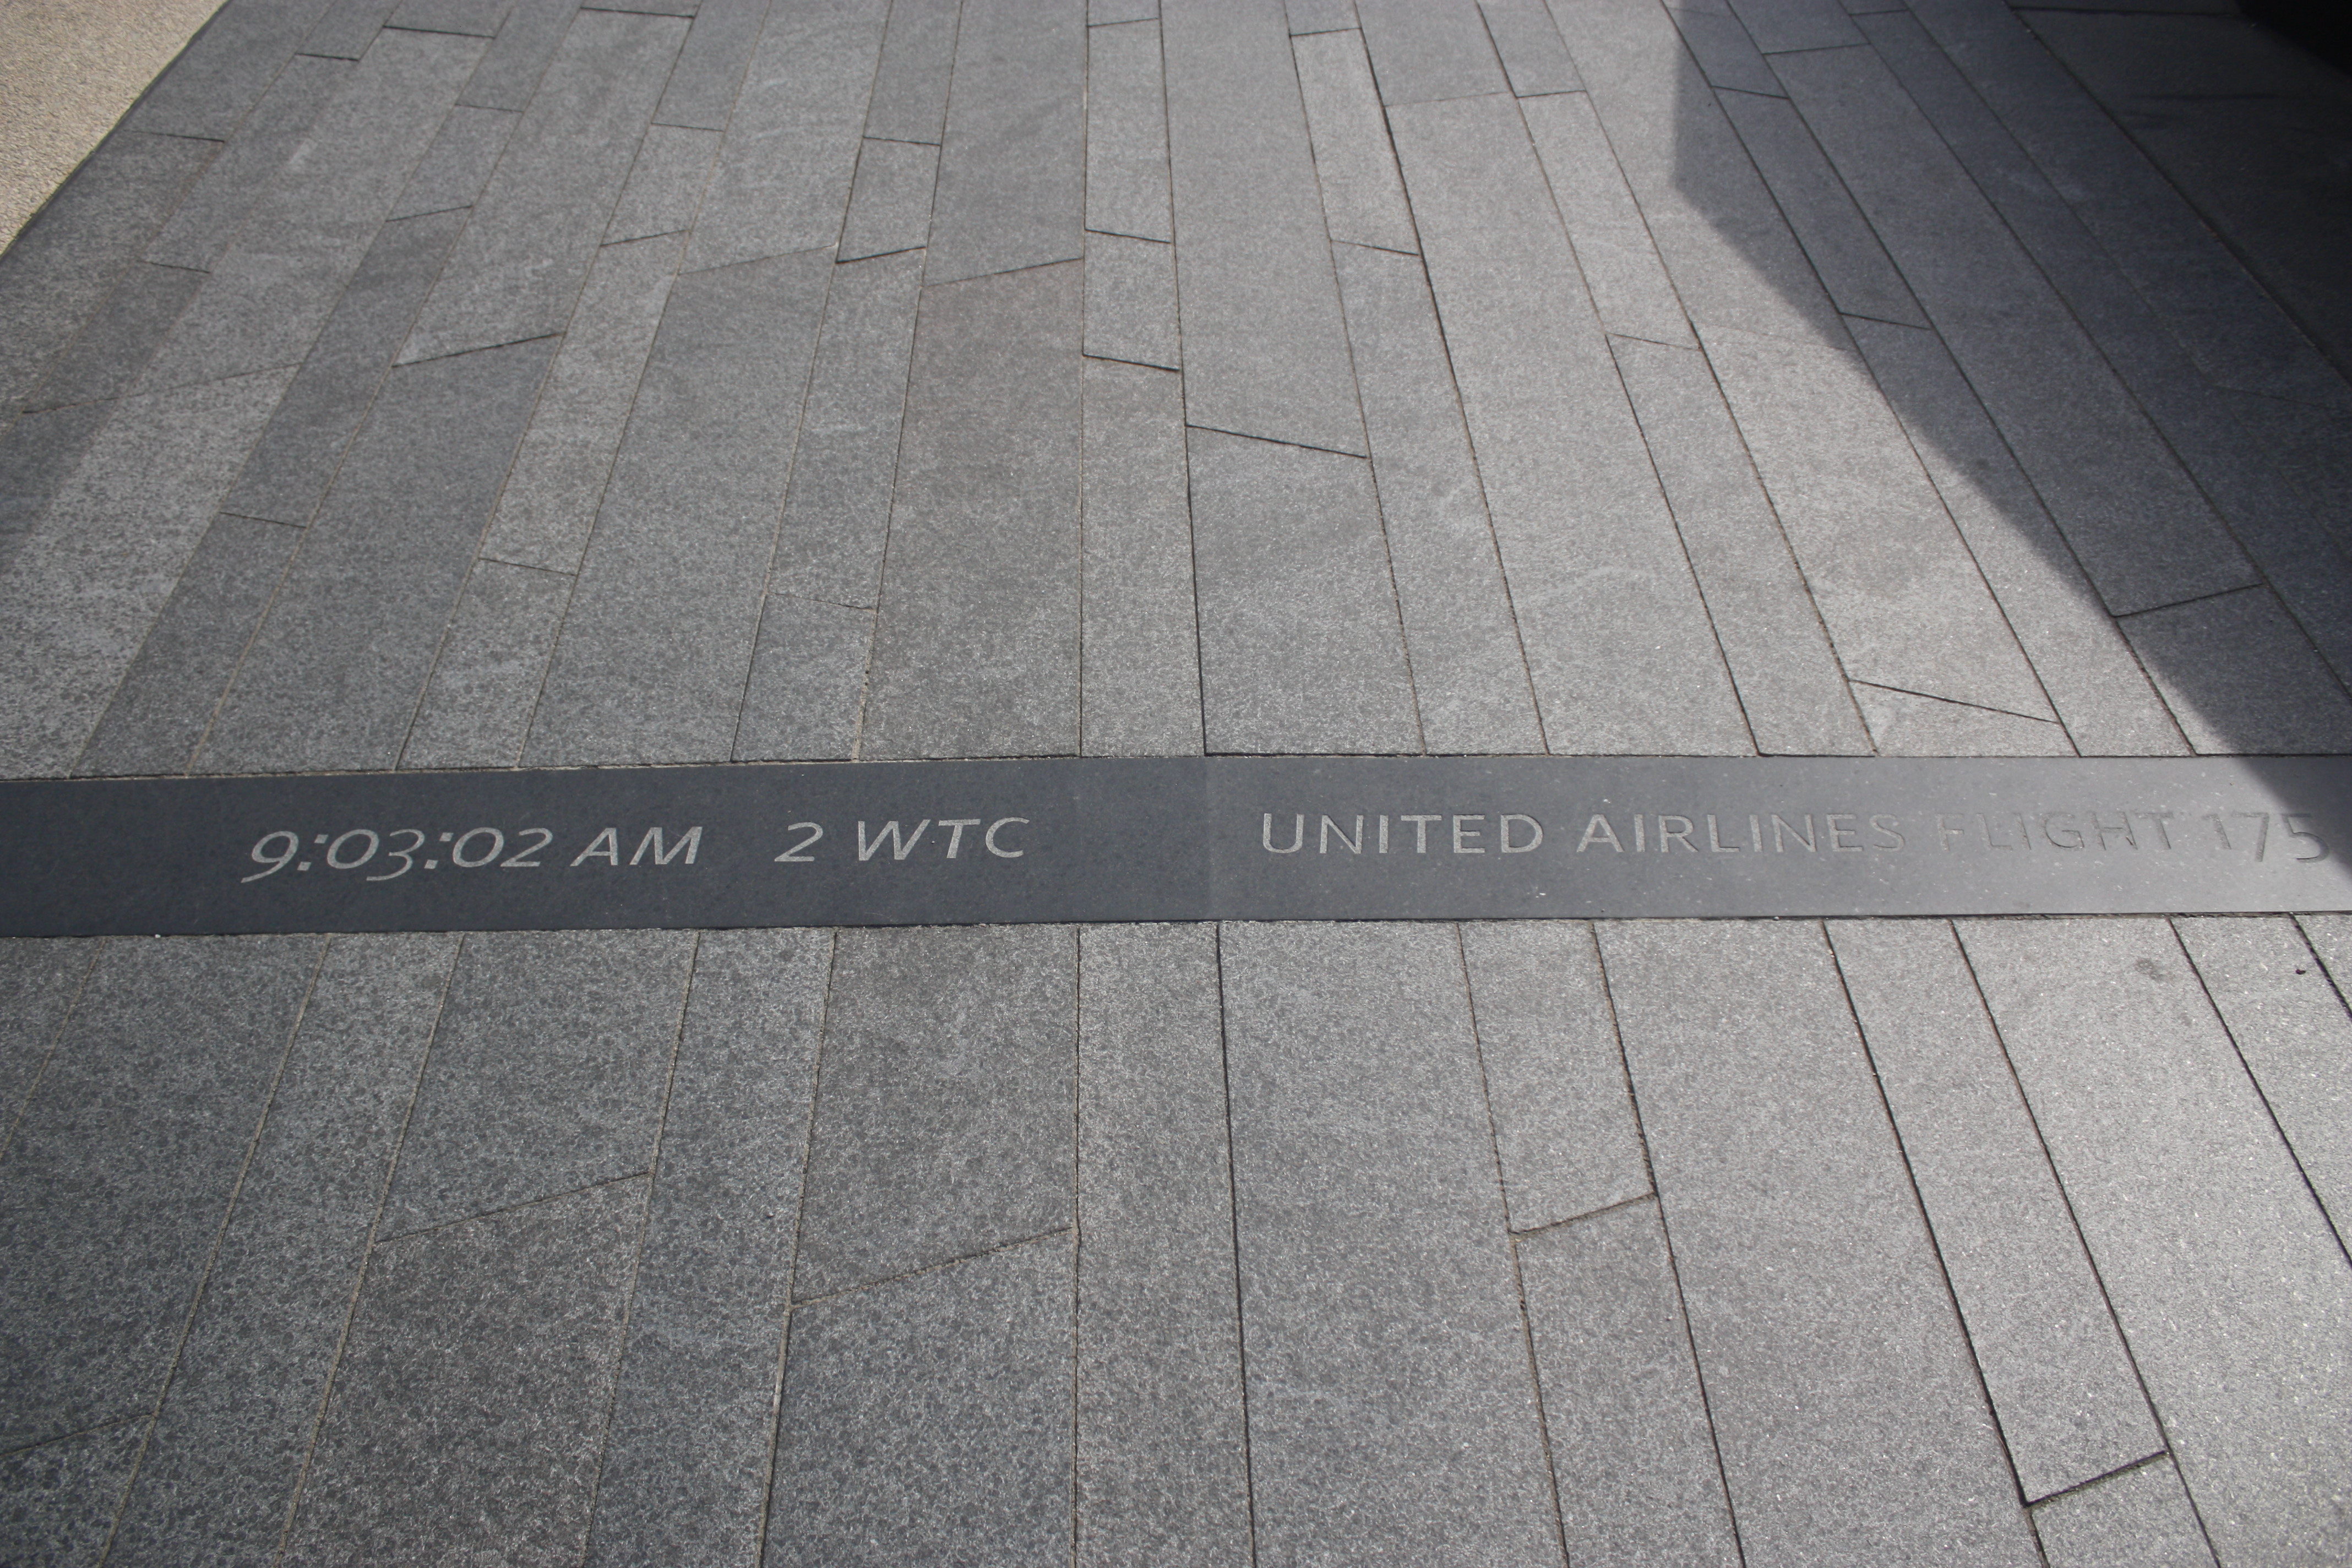 9:03:02 AM 2 WTC UNITED AIRLINES FLIGHT 175